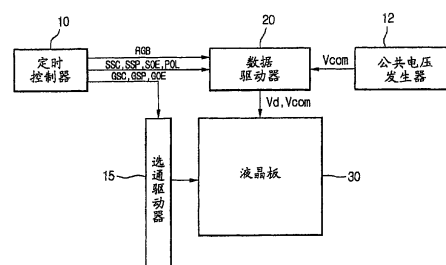 10
20
12
定时
控制器
RGB
SSC,SSP,SOE,POL
GSC,GSP,GOE
数据
驱动器
Vcom
公共电压
发生器
Vd,Vcom
15
选通驱动器
液晶板
30